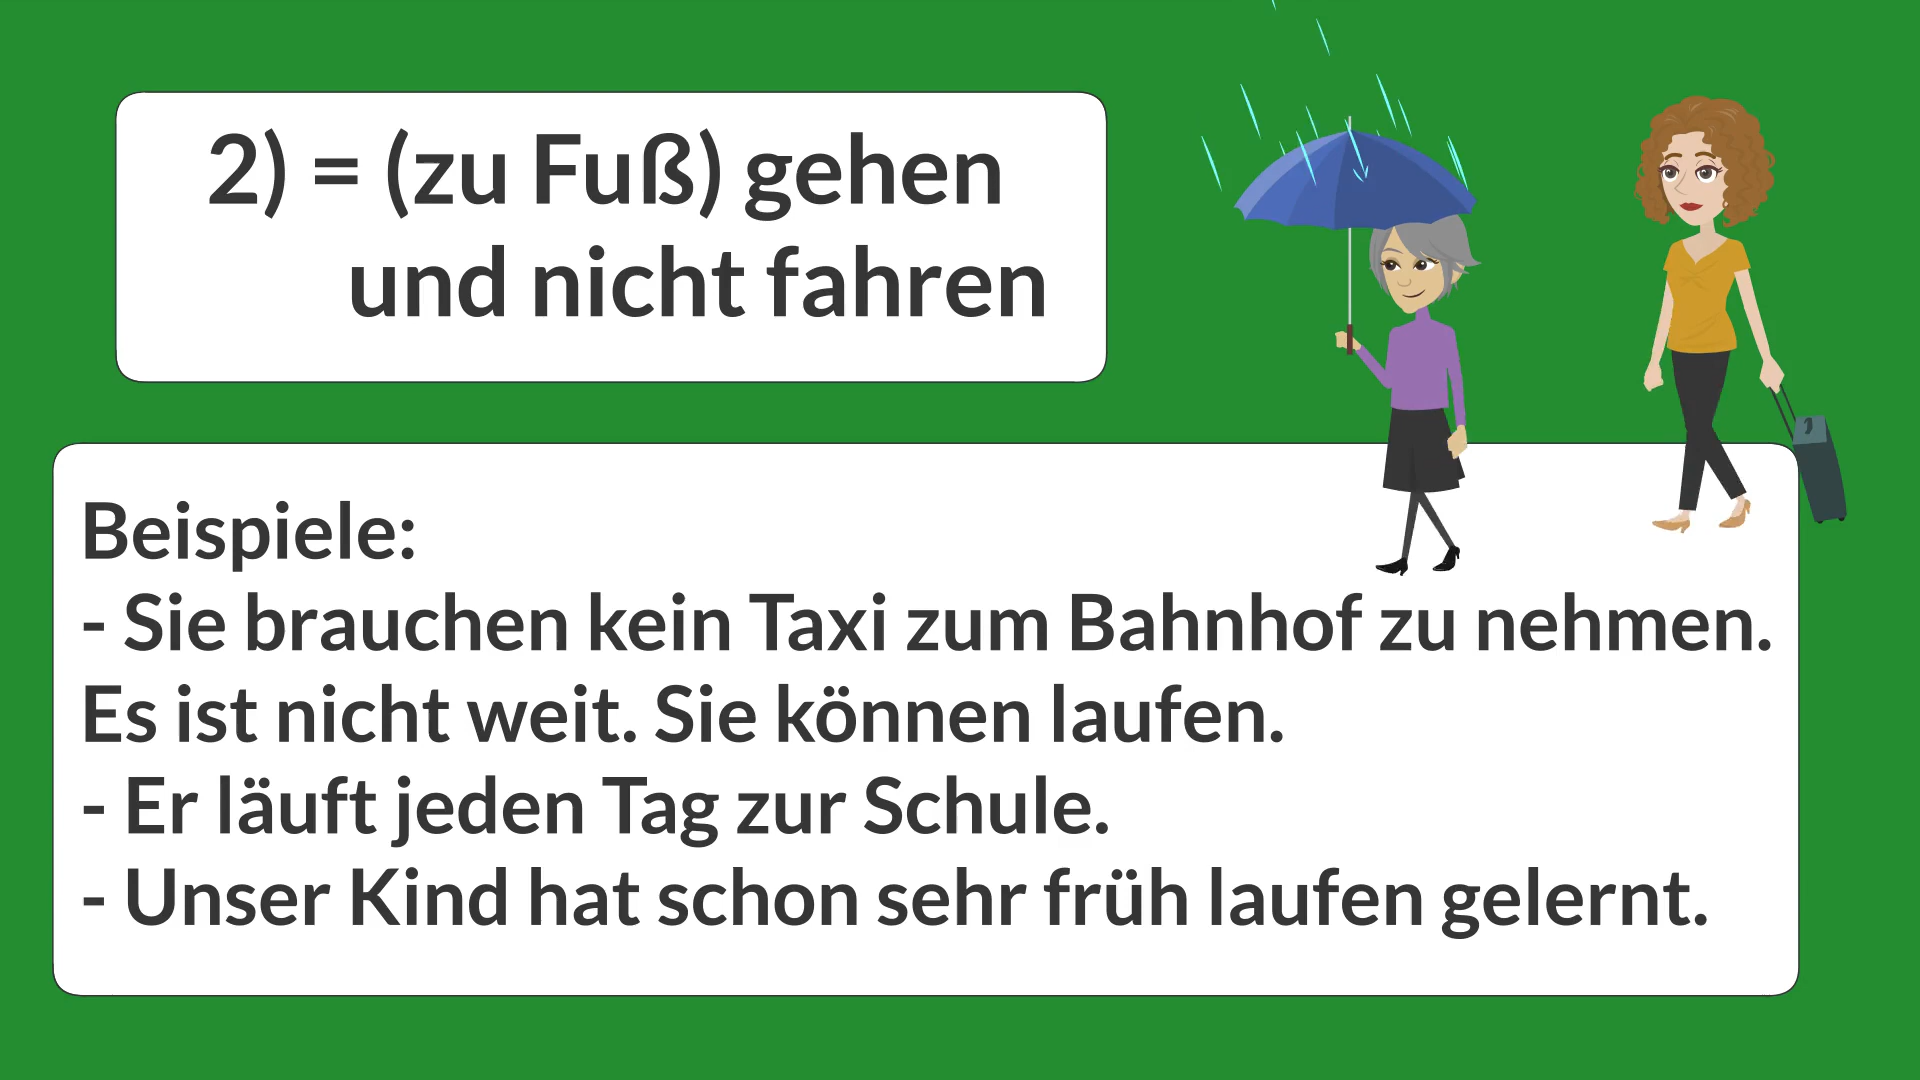 2) = (zu Fuß) gehen
und nicht fahren
Beispiele:
- Sie brauchen kein Taxi zum Bahnhof zu nehmen.
Es ist nicht weit. Sie können laufen.
- Er läuft jeden Tag zur Schule.
- Unser Kind hat schon sehr früh laufen gelernt.